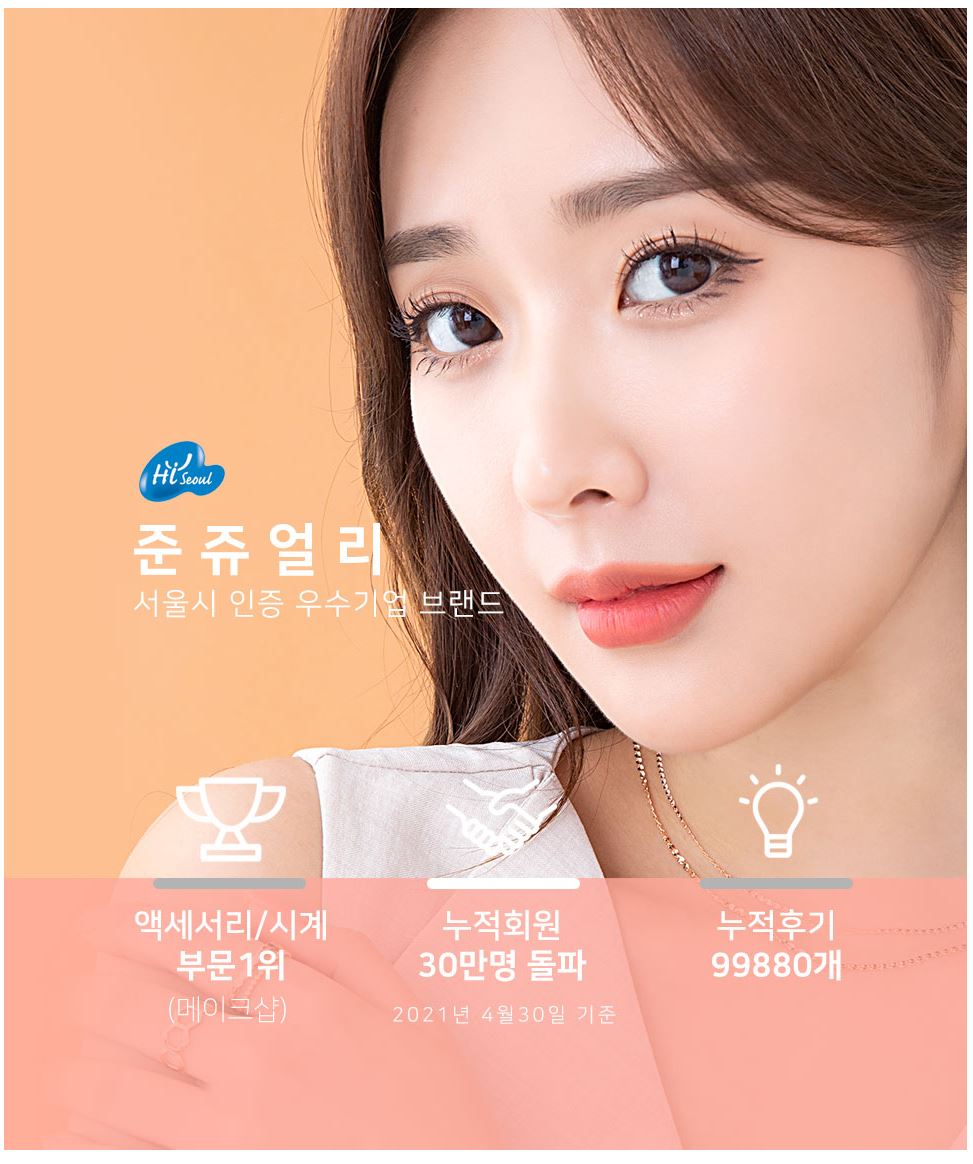 Hi Seoul
준쥬얼리
서울시 인증 우수기업 브랜드
액세서리/시계
부문1위
(메이크샵)
누적회원
30만명 돌파
2021년 4월30일 기준
누적후기
99880개